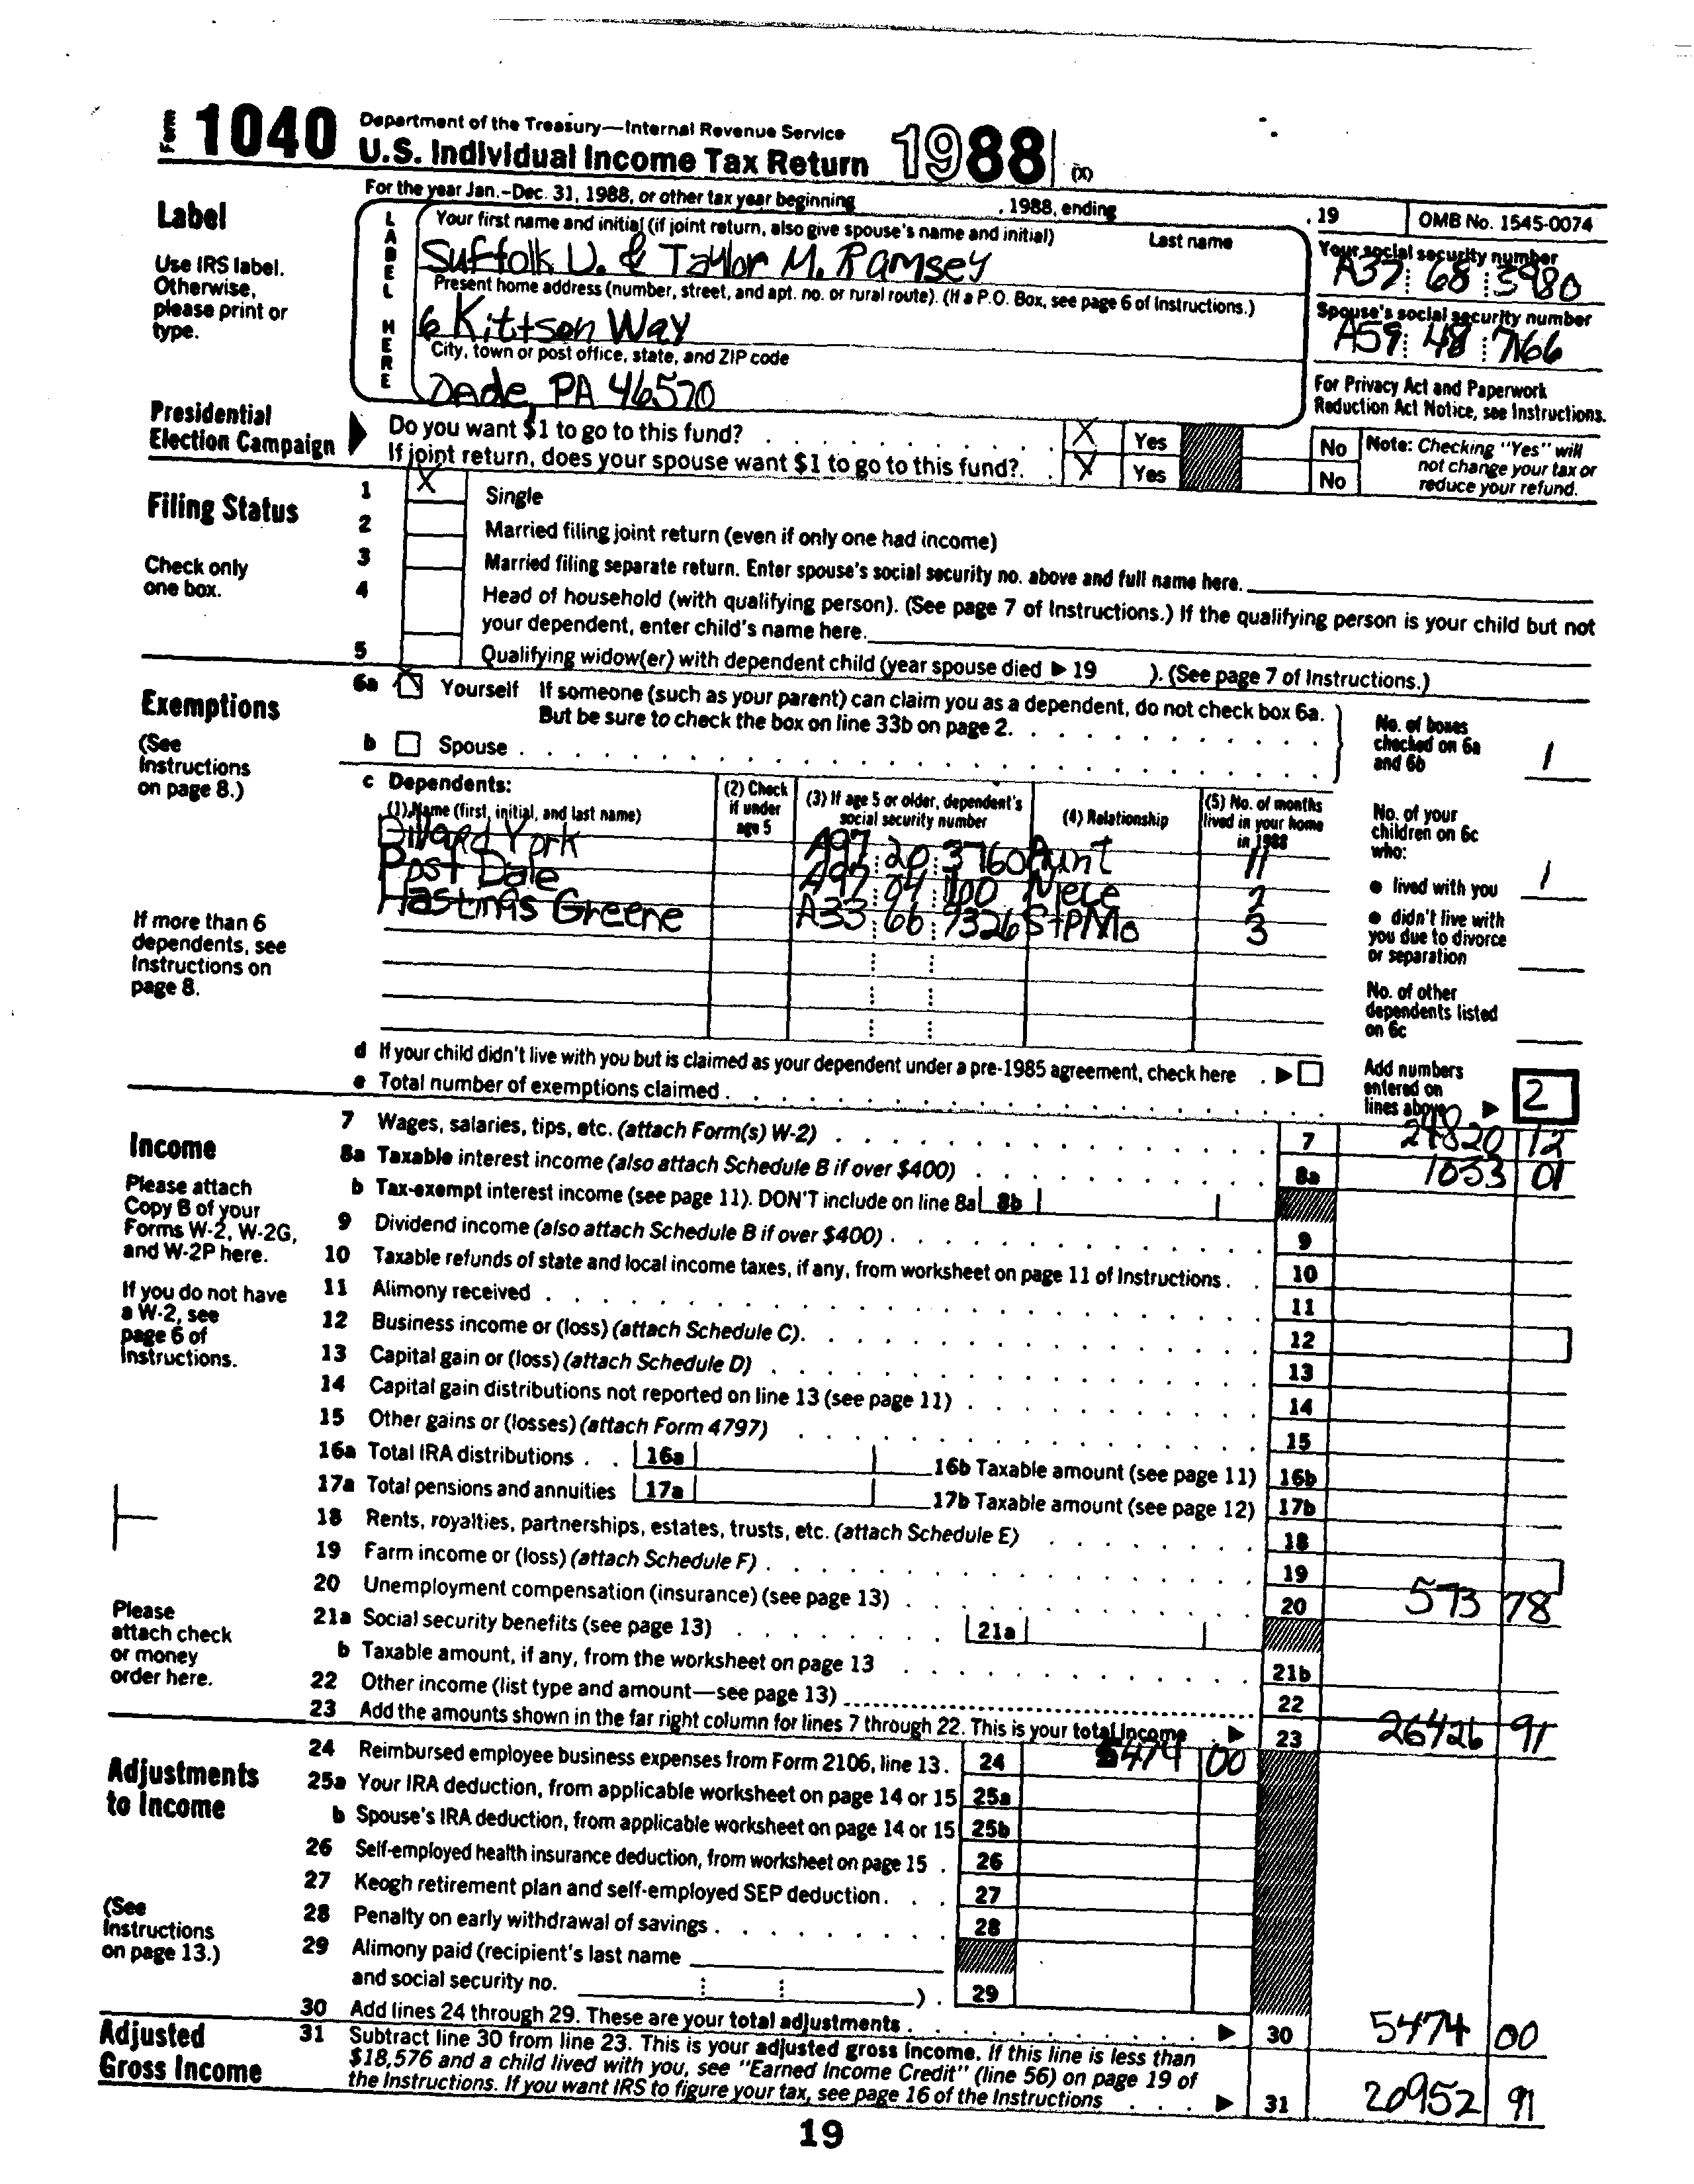 Form 1040 Department of the Treasury—Internal Revenue Service
U.S. Individual Income Tax Return 1988 (X)
For the year Jan.–Dec. 31, 1988, or other tax year beginning , 1988, ending , 19 OMB No. 1545-0074
Label
Use IRS label.
Otherwise,
please print or
type.
LABEL HERE
Your first name and initial (if joint return, also give spouse's name and initial) Last name
Suffolk U. & Taylor M. Ramsey
Your social security number
A37 68 3980
Present home address (number, street, and apt. no. or rural route). (If a P.O. Box, see page 6 of Instructions.)
6 Kittson Way
Spouse's social security number
A59 48 7166
City, town or post office, state, and ZIP code
Dade, PA 46570
For Privacy Act and Paperwork
Reduction Act Notice, see Instructions.
Presidential
Election Campaign
Do you want $1 to go to this fund? X Yes No
If joint return, does your spouse want $1 to go to this fund? X Yes No
Note: Checking "Yes" will
not change your tax or
reduce your refund.
Filing Status
Check only
one box.
1 X Single
2 Married filing joint return (even if only one had income)
3 Married filing separate return. Enter spouse's social security no. above and full name here.
4 Head of household (with qualifying person). (See page 7 of Instructions.) If the qualifying person is your child but not
your dependent, enter child's name here.
5 Qualifying widow(er) with dependent child (year spouse died ▶ 19 ). (See page 7 of Instructions.)
Exemptions
(See
Instructions
on page 8.)
6a X Yourself If someone (such as your parent) can claim you as a dependent, do not check box 6a.
But be sure to check the box on line 33b on page 2.
b Spouse
No. of boxes
checked on 6a
and 6b 1
c Dependents:
(1) Name (first, initial, and last name)
(2) Check
if under
age 5
(3) If age 5 or older, dependent's
social security number
(4) Relationship
(5) No. of months
lived in your home
in 1988
Dillard York A97 20 3760 Aunt 11
Post Dale A97 04 Niece 2
Hastings Greene A33 66 9326 StPMo 3
No. of your
children on 6c
who:
● lived with you 1
● didn't live with
you due to divorce
or separation
No. of other
dependents listed
on 6c
If more than 6
dependents, see
Instructions on
page 8.
d If your child didn't live with you but is claimed as your dependent under a pre-1985 agreement, check here ▶
e Total number of exemptions claimed
Add numbers
entered on
lines above ▶ 2
Income
Please attach
Copy B of your
Forms W-2, W-2G,
and W-2P here.
If you do not have
a W-2, see
page 6 of
Instructions.
Please
attach check
or money
order here.
7 Wages, salaries, tips, etc. (attach Form(s) W-2) 7 24820 12
8a Taxable interest income (also attach Schedule B if over $400) 8a 1033 01
b Tax-exempt interest income (see page 11). DON'T include on line 8a 8b
9 Dividend income (also attach Schedule B if over $400) 9
10 Taxable refunds of state and local income taxes, if any, from worksheet on page 11 of Instructions 10
11 Alimony received 11
12 Business income or (loss) (attach Schedule C) 12
13 Capital gain or (loss) (attach Schedule D) 13
14 Capital gain distributions not reported on line 13 (see page 11) 14
15 Other gains or (losses) (attach Form 4797) 15
16a Total IRA distributions 16a 16b Taxable amount (see page 11) 16b
17a Total pensions and annuities 17a 17b Taxable amount (see page 12) 17b
18 Rents, royalties, partnerships, estates, trusts, etc. (attach Schedule E) 18
19 Farm income or (loss) (attach Schedule F) 19
20 Unemployment compensation (insurance) (see page 13) 20 573 78
21a Social security benefits (see page 13) 21a
b Taxable amount, if any, from the worksheet on page 13 21b
22 Other income (list type and amount—see page 13) 22
23 Add the amounts shown in the far right column for lines 7 through 22. This is your total income ▶ 23 26426 91
Adjustments
to Income
(See
Instructions
on page 13.)
24 Reimbursed employee business expenses from Form 2106, line 13. 24 5474 00
25a Your IRA deduction, from applicable worksheet on page 14 or 15 25a
b Spouse's IRA deduction, from applicable worksheet on page 14 or 15 25b
26 Self-employed health insurance deduction, from worksheet on page 15 26
27 Keogh retirement plan and self-employed SEP deduction 27
28 Penalty on early withdrawal of savings 28
29 Alimony paid (recipient's last name
and social security no. ) 29
30 Add lines 24 through 29. These are your total adjustments ▶ 30 5474 00
Adjusted
Gross Income
31 Subtract line 30 from line 23. This is your adjusted gross income. If this line is less than
$18,576 and a child lived with you, see "Earned Income Credit" (line 56) on page 19 of
the Instructions. If you want IRS to figure your tax, see page 16 of the Instructions ▶ 31 20952 91
19